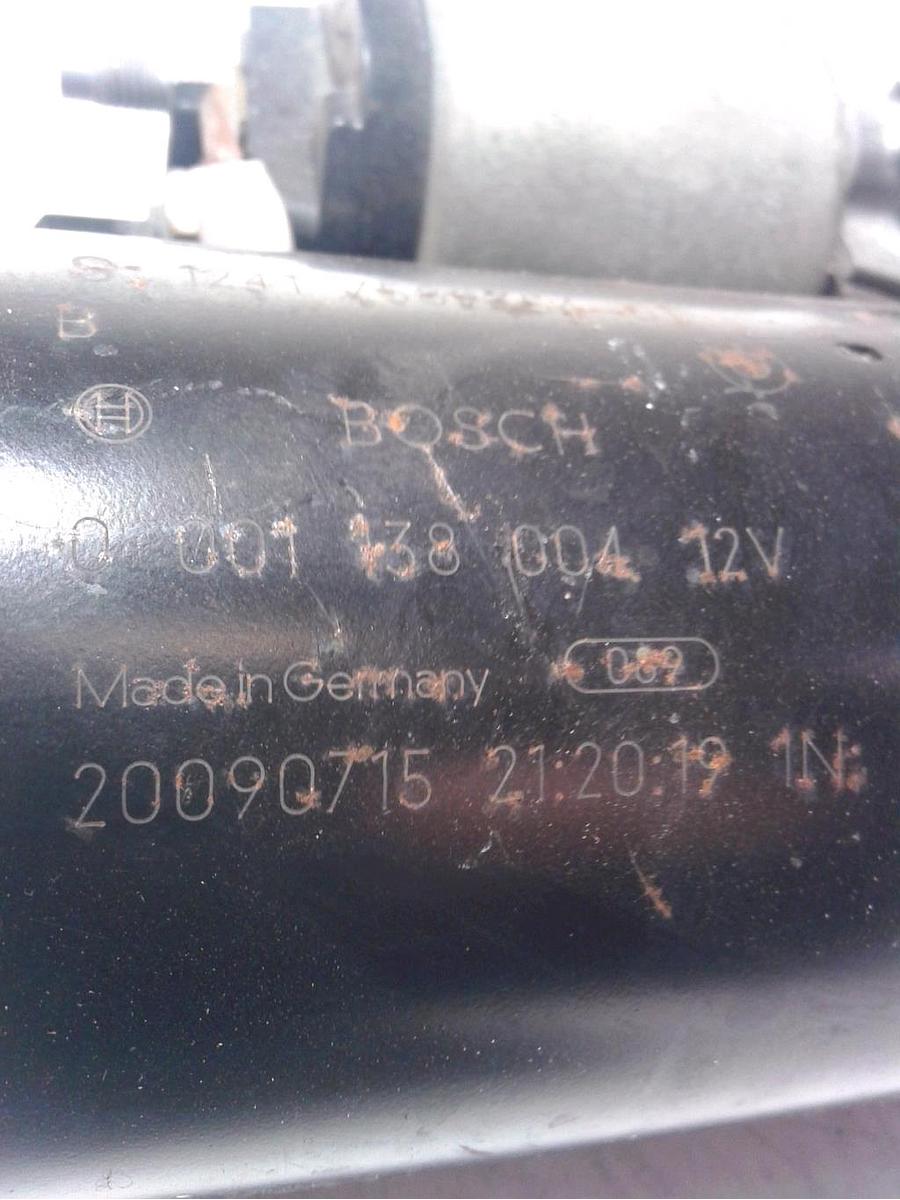 B
BOSCH
0 001 138 004 12V
Made in Germany 089
20090715 21:20:19 1N